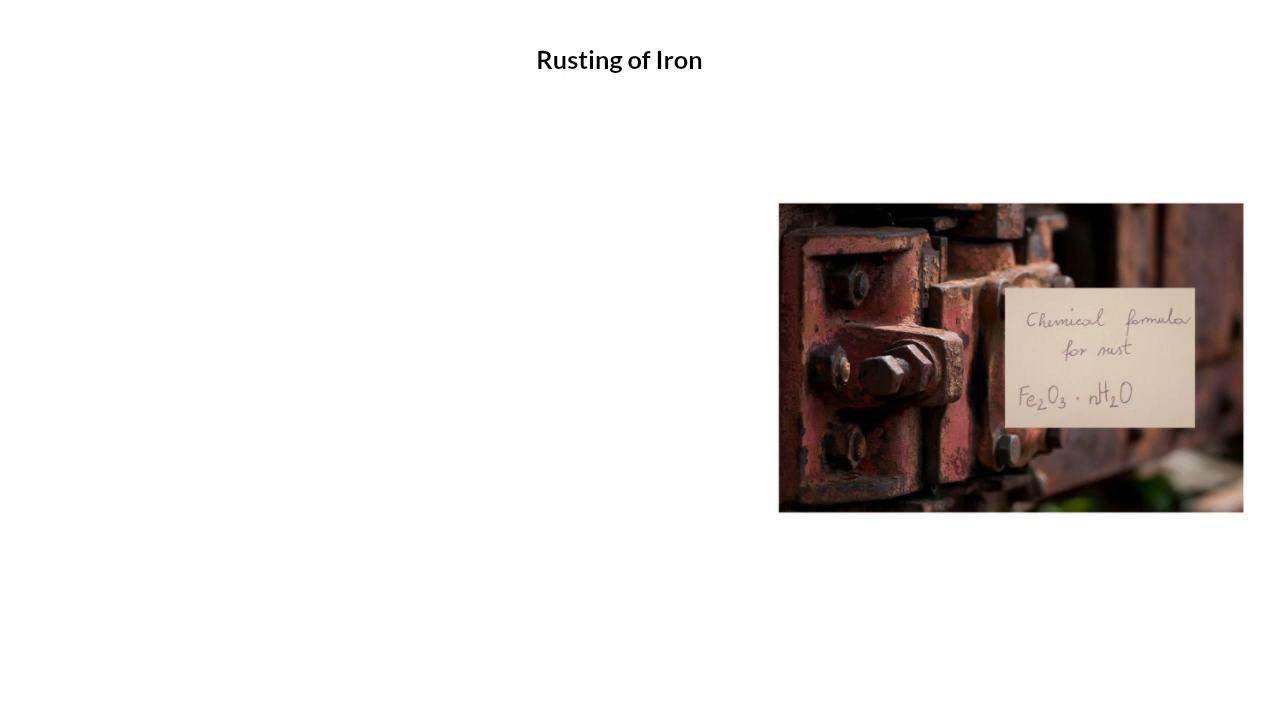 Rusting of Iron
Chemical formula
for rust
Fe₂O₃ · nH₂O